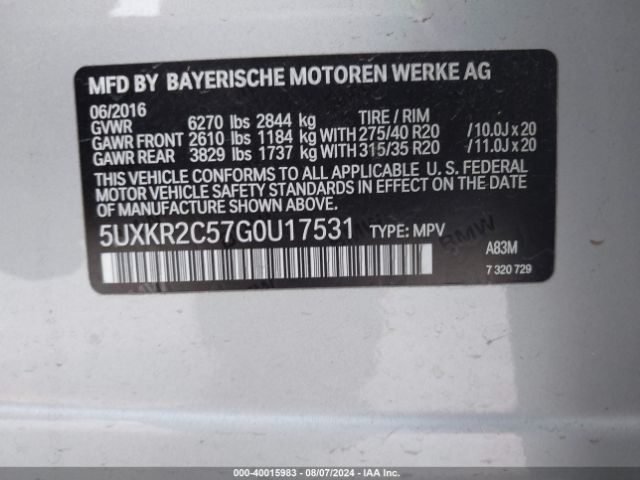 MFD BY BAYERISCHE MOTOREN WERKE AG
06/2016
GVWR 6270 lbs 2844 kg TIRE / RIM
GAWR FRONT 2610 lbs 1184 kg WITH 275/40 R20 / 10.0J x 20
GAWR REAR 3829 lbs 1737 kg WITH 315/35 R20 / 11.0J x 20
THIS VEHICLE CONFORMS TO ALL APPLICABLE U. S. FEDERAL
MOTOR VEHICLE SAFETY STANDARDS IN EFFECT ON THE DATE
OF MANUFACTURE SHOWN ABOVE.
5UXKR2C57G0U17531 TYPE: MPV
BMW
A83M
7 320 729
000-40015983 - 08/07/2024 - IAA Inc.